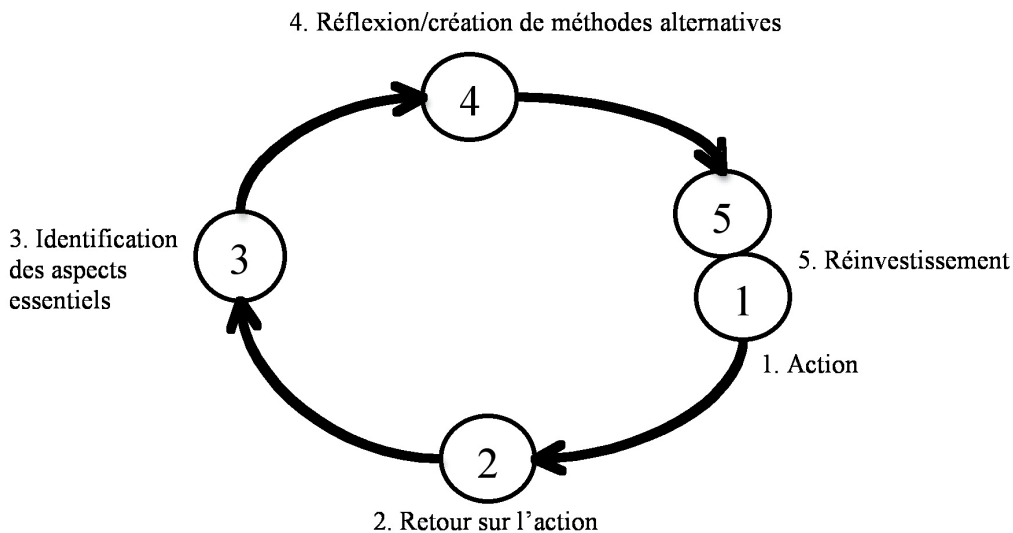 4. Réflexion/création de méthodes alternatives
4
5
3. Identification
des aspects
essentiels
3
5. Réinvestissement
1
1. Action
2
2. Retour sur l’action